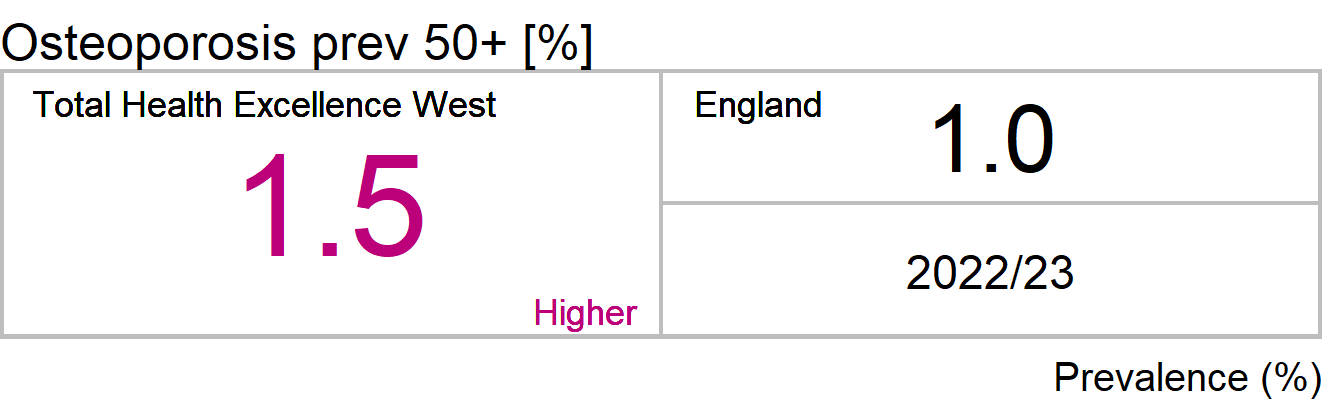 Osteoporosis prev 50+ [%]
Total Health Excellence West
1.5
Higher
England
1.0
2022/23
Prevalence (%)